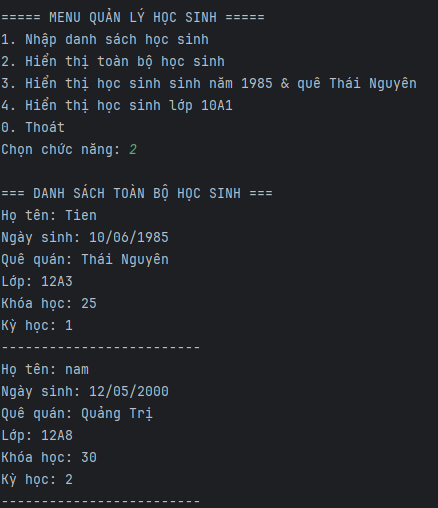 ===== MENU QUẢN LÝ HỌC SINH =====
1. Nhập danh sách học sinh
2. Hiển thị toàn bộ học sinh
3. Hiển thị học sinh sinh năm 1985 & quê Thái Nguyên
4. Hiển thị học sinh lớp 10A1
0. Thoát
Chọn chức năng: 2
=== DANH SÁCH TOÀN BỘ HỌC SINH ===
Họ tên: Tien
Ngày sinh: 10/06/1985
Quê quán: Thái Nguyên
Lớp: 12A3
Khóa học: 25
Kỳ học: 1
-------------------------
Họ tên: nam
Ngày sinh: 12/05/2000
Quê quán: Quảng Trị
Lớp: 12A8
Khóa học: 30
Kỳ học: 2
-------------------------